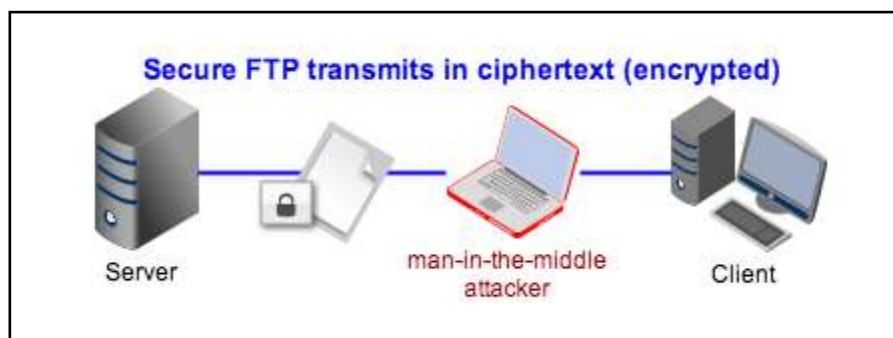 Secure FTP transmits in ciphertext (encrypted)
Server
man-in-the-middle
attacker
Client